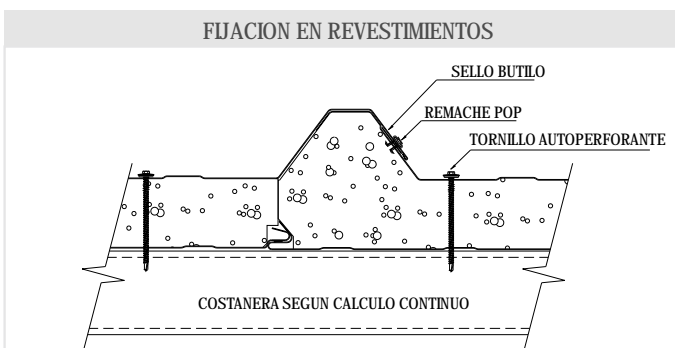 FIJACION EN REVESTIMIENTOS
SELLO BUTILO
REMACHE POP
TORNILLO AUTOPERFORANTE
COSTANERA SEGUN CALCULO CONTINUO